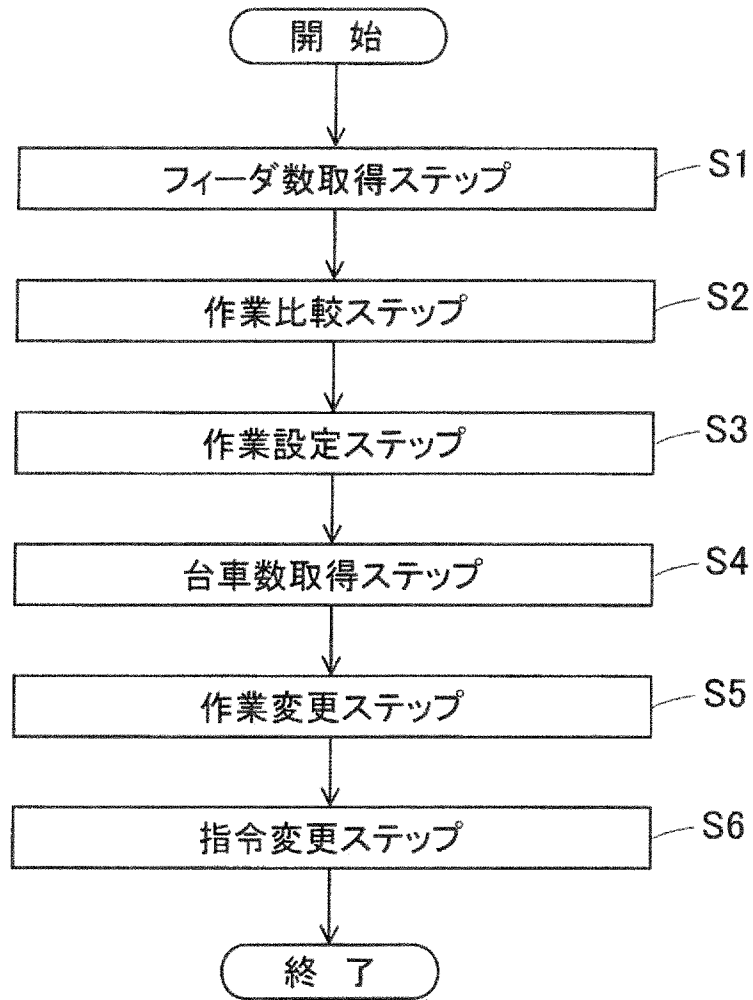 開 始
フィーダ数取得ステップ S1
作業比較ステップ S2
作業設定ステップ S3
台車数取得ステップ S4
作業変更ステップ S5
指令変更ステップ S6
終 了